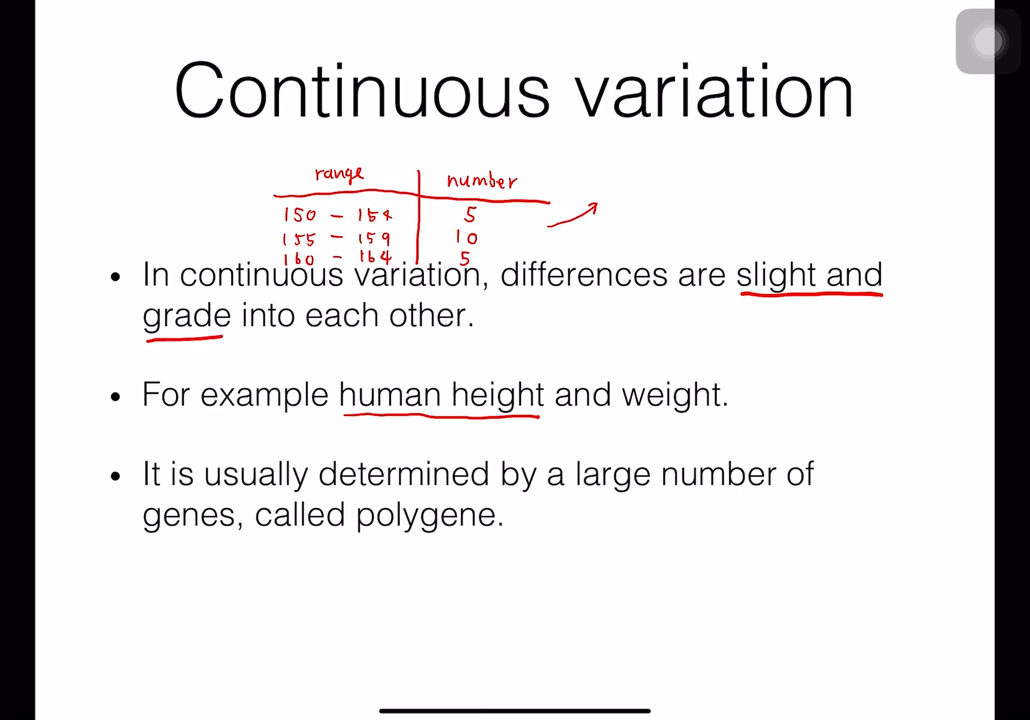 Continuous variation
range number
150 - 154 5
155 - 159 10
160 - 164 5
• In continuous variation, differences are slight and
grade into each other.
• For example human height and weight.
• It is usually determined by a large number of
genes, called polygene.